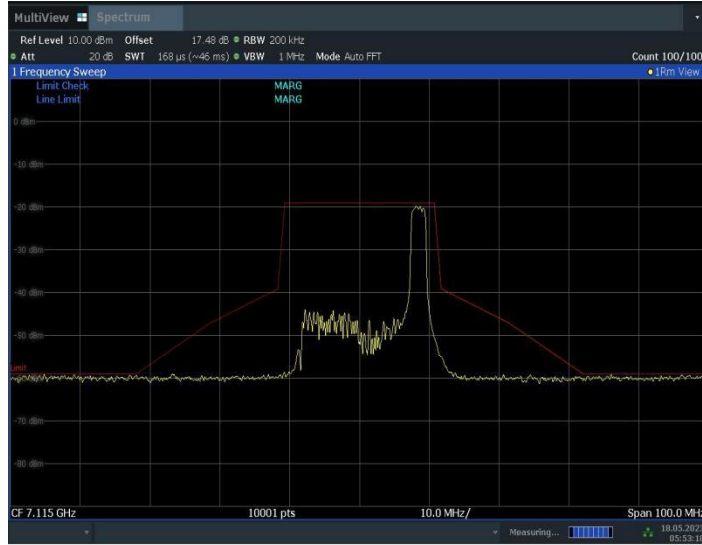 MultiView Spectrum
Ref Level 10.00 dBm Offset 17.48 dB RBW 200 kHz
Att 20 dB SWT 168 µs (~46 ms) VBW 1 MHz Mode Auto FFT Count 100/100
1 Frequency Sweep 1Rm View
Limit Check MARG
Line Limit MARG
0 dBm
-10 dBm
-20 dBm
-30 dBm
-40 dBm
-50 dBm
Limit
-70 dBm
-80 dBm
CF 7.115 GHz 10001 pts 10.0 MHz/ Span 100.0 MHz
Measuring... 18.05.202
05:53:1